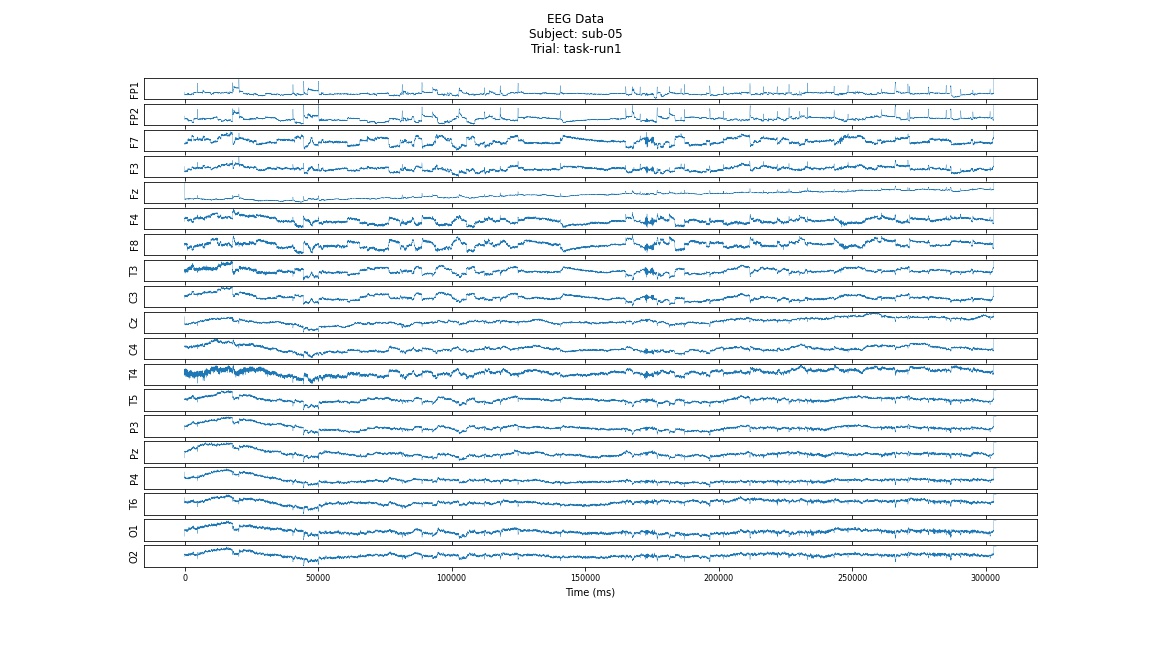 EEG Data
Subject: sub-05
Trial: task-run1
FP1
FP2
F7
F3
Fz
F4
F8
T3
C3
Cz
C4
T4
T5
P3
Pz
P4
T6
O1
O2
0 50000 100000 150000 200000 250000 300000
Time (ms)